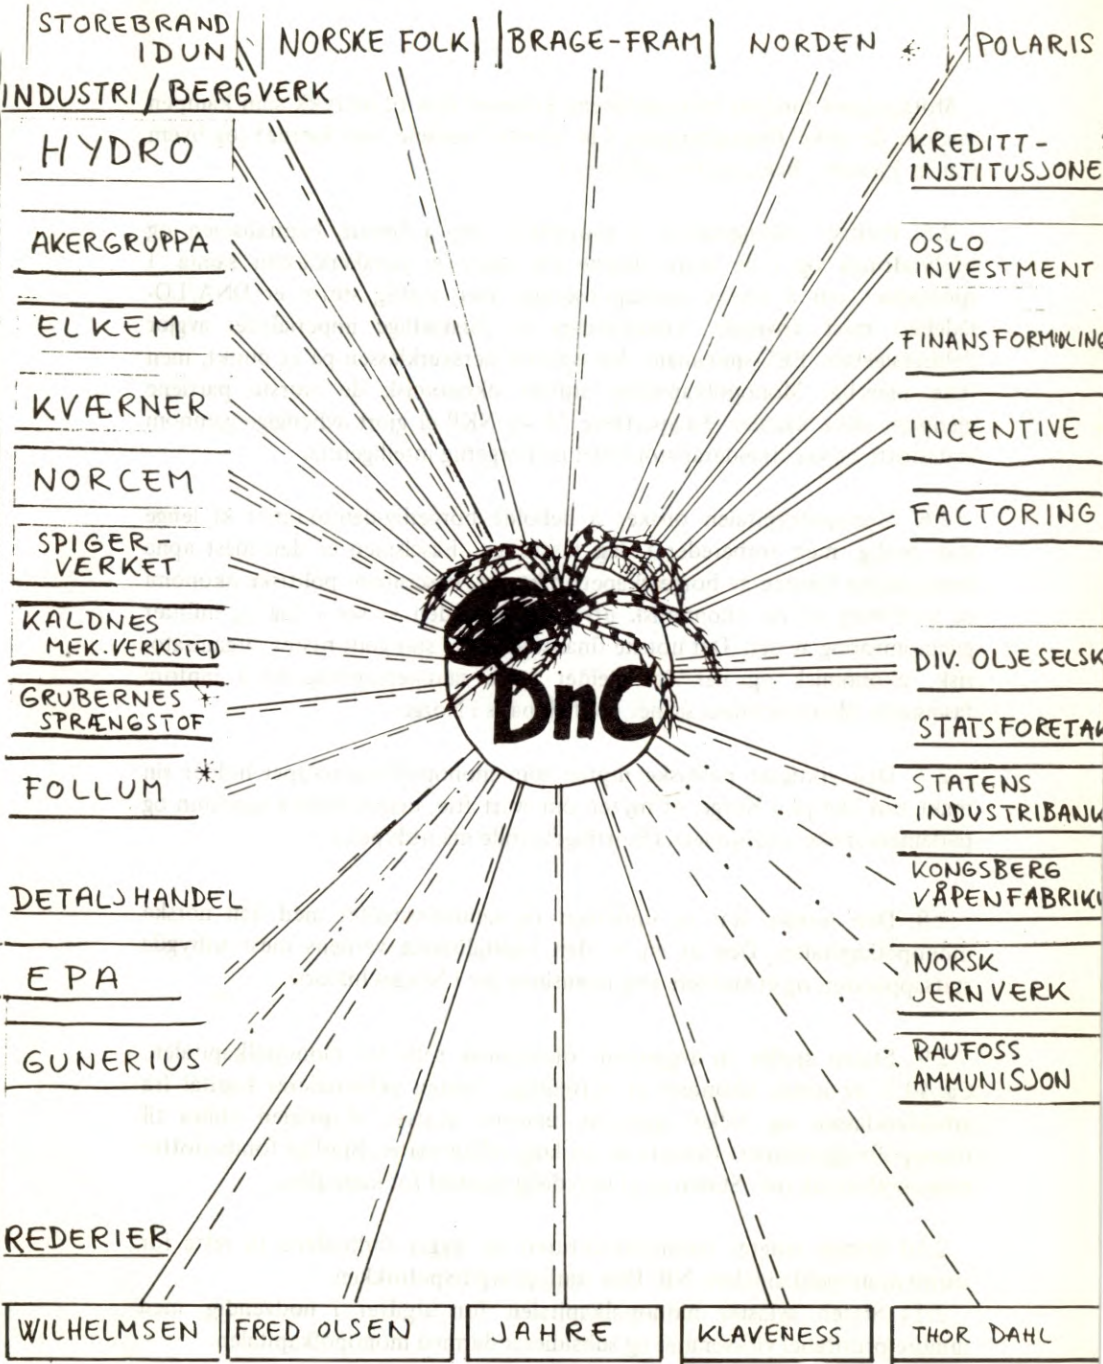 STOREBRAND
IDUN
NORSKE FOLK
BRAGE-FRAM
NORDEN
POLARIS
INDUSTRI/BERGVERK
HYDRO
AKERGRUPPA
ELKEM
KVÆRNER
NORCEM
SPIGER-
VERKET
KALDNES
MEK.VERKSTED
GRUBERNES
SPRÆNGSTOF
FOLLUM
DETALJHANDEL
EPA
GUNERIUS
DnC
KREDITT-
INSTITUSJONE
OSLO
INVESTMENT
FINANSFORMIDLING
INCENTIVE
FACTORING
DIV. OLJESELSK
STATSFORETAK
STATENS
INDUSTRIBANK
KONGSBERG
VÅPENFABRIKK
NORSK
JERNVERK
RAUFOSS
AMMUNISJON
REDERIER
WILHELMSEN
FRED OLSEN
JAHRE
KLAVENESS
THOR DAHL